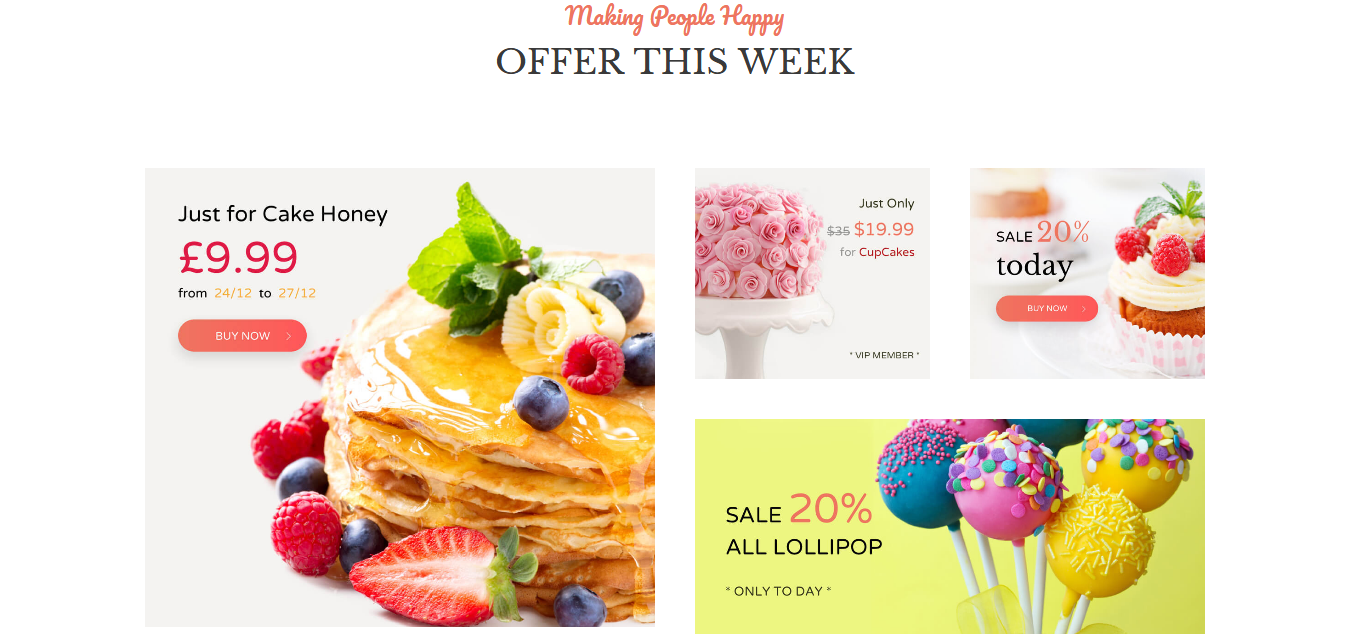 Making People Happy
OFFER THIS WEEK
Just for Cake Honey
£9.99
from 24/12 to 27/12
BUY NOW
Just Only
$35 $19.99
for CupCakes
* VIP MEMBER *
SALE 20%
today
BUY NOW
SALE 20%
ALL LOLLIPOP
* ONLY TO DAY *